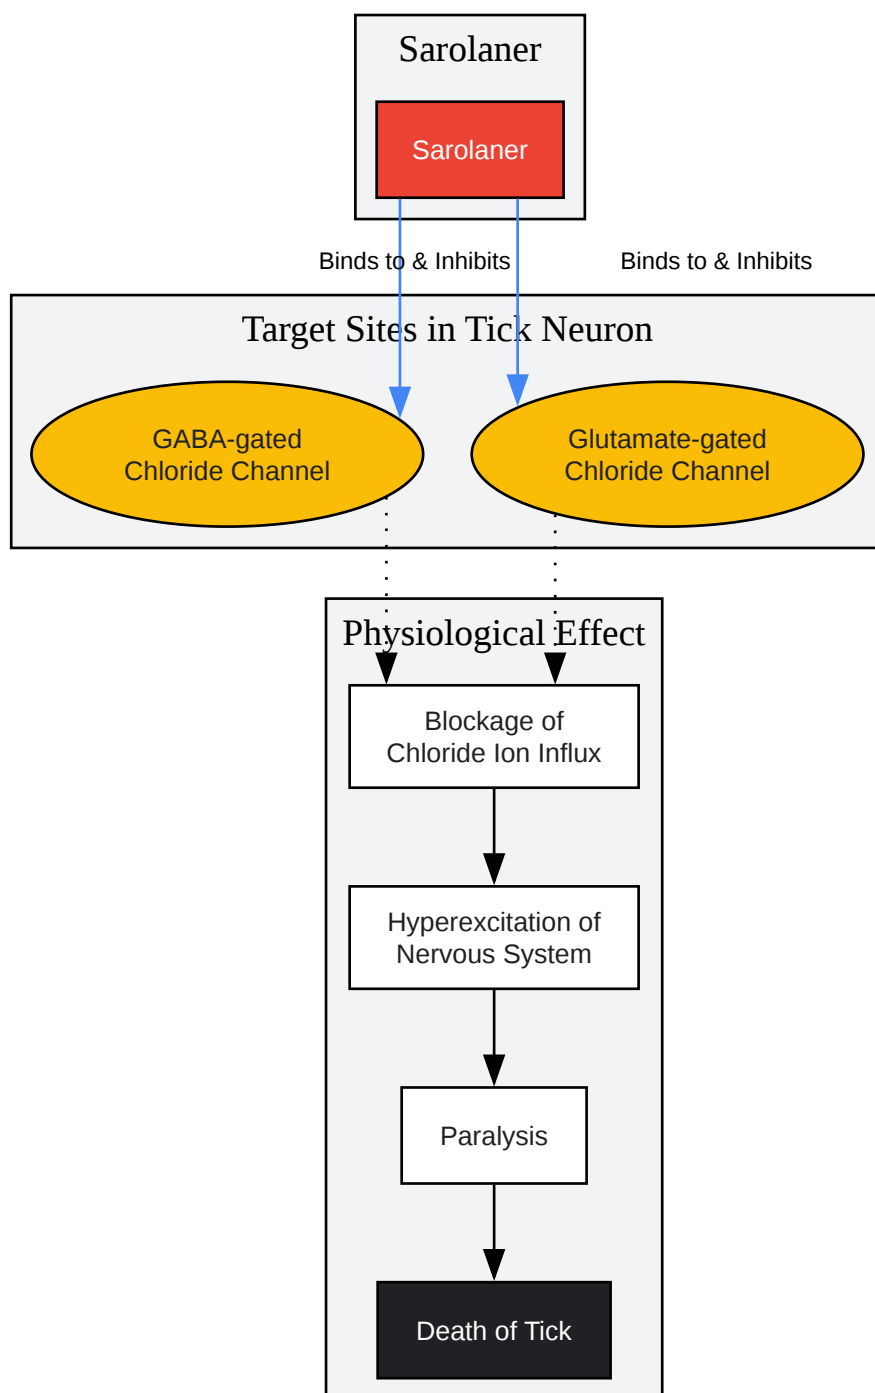 Sarolaner
Sarolaner
Binds to & Inhibits
Binds to & Inhibits
Target Sites in Tick Neuron
GABA-gated
Chloride Channel
Glutamate-gated
Chloride Channel
Physiological Effect
Blockage of
Chloride Ion Influx
Hyperexcitation of
Nervous System
Paralysis
Death of Tick